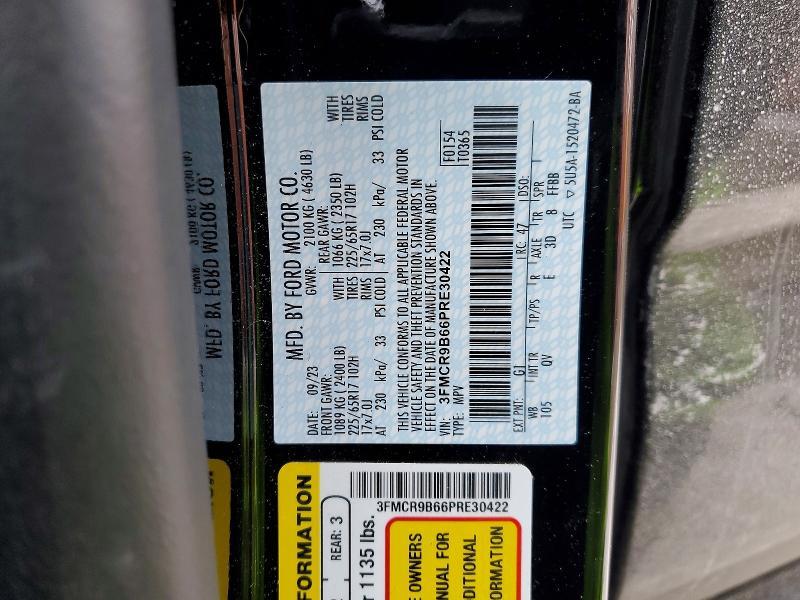 MFD. BY FORD MOTOR CO.
DATE: 09/23
GVWR: 2100 KG ( 4630 LB)
FRONT GAWR:
REAR GAWR:
1089 KG (2400 LB)
WITH
1066 KG ( 2350 LB)
WITH
225/65R17 102H
TIRES
225/65R17 102H
TIRES
17x7.0J
RIMS
17x7.0J
RIMS
AT 230 kPa/ 33 PSI COLD
AT 230 kPa/ 33 PSI COLD
THIS VEHICLE CONFORMS TO ALL APPLICABLE FEDERAL MOTOR
VEHICLE SAFETY AND THEFT PREVENTION STANDARDS IN
EFFECT ON THE DATE OF MANUFACTURE SHOWN ABOVE.
VIN: 3FMCR9B66PRE30422
TYPE: MPV
F0154
T0365
EXT PNT: G1
RC: 47
DSO:
WB
INT TR
TP/PS
R
AXLE
TR
SPR
105
0V
E
3D
8
FFBB
UTC ▽ 5U5A-1520472-BA
FORMATION
REAR: 3
r 1135 lbs.
3FMCR9B66PRE30422
E OWNERS
NUAL FOR
DDITIONAL
ORMATION
MFD. BY FORD MOTOR CO